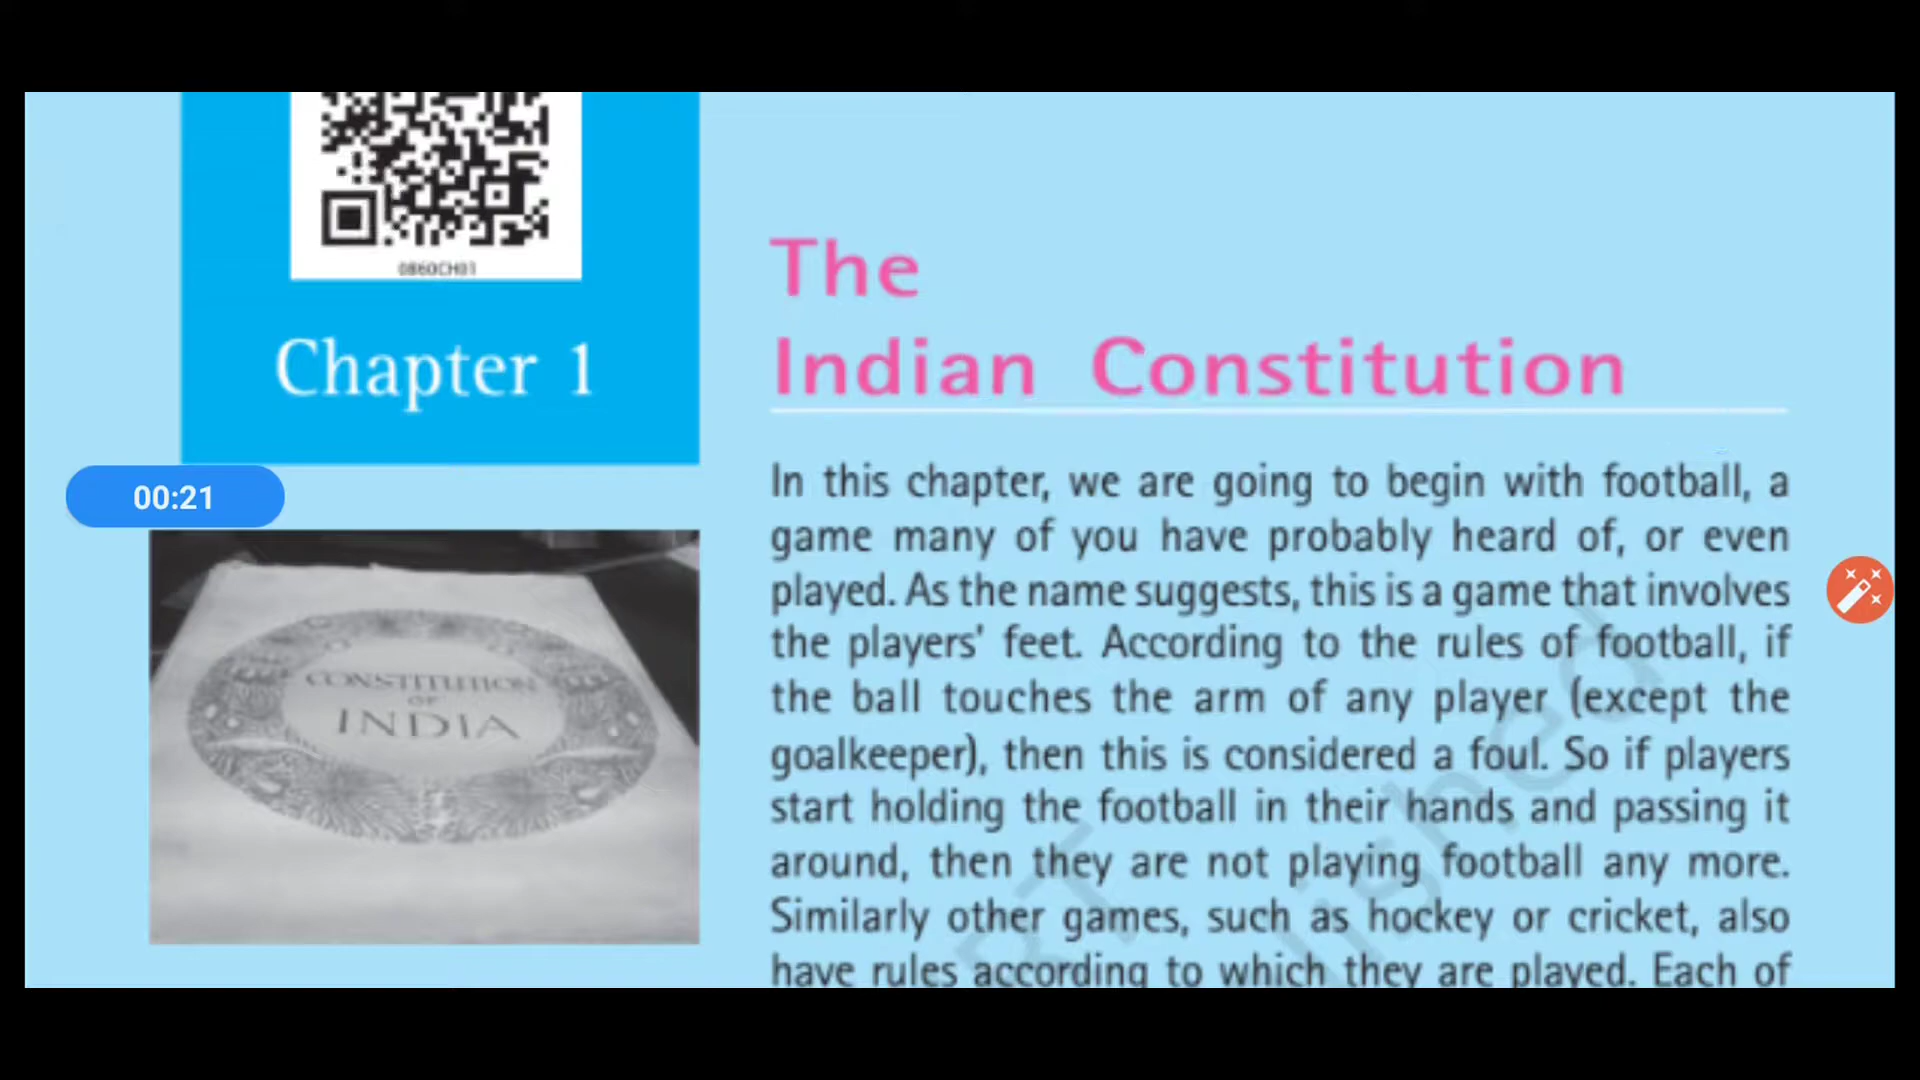 0860CH01
Chapter 1
The
Indian Constitution
00:21
CONSTITUTION
OF
INDIA
In this chapter, we are going to begin with football, a
game many of you have probably heard of, or even
played. As the name suggests, this is a game that involves
the players' feet. According to the rules of football, if
the ball touches the arm of any player (except the
goalkeeper), then this is considered a foul. So if players
start holding the football in their hands and passing it
around, then they are not playing football any more.
Similarly other games, such as hockey or cricket, also
have rules according to which they are played. Each of